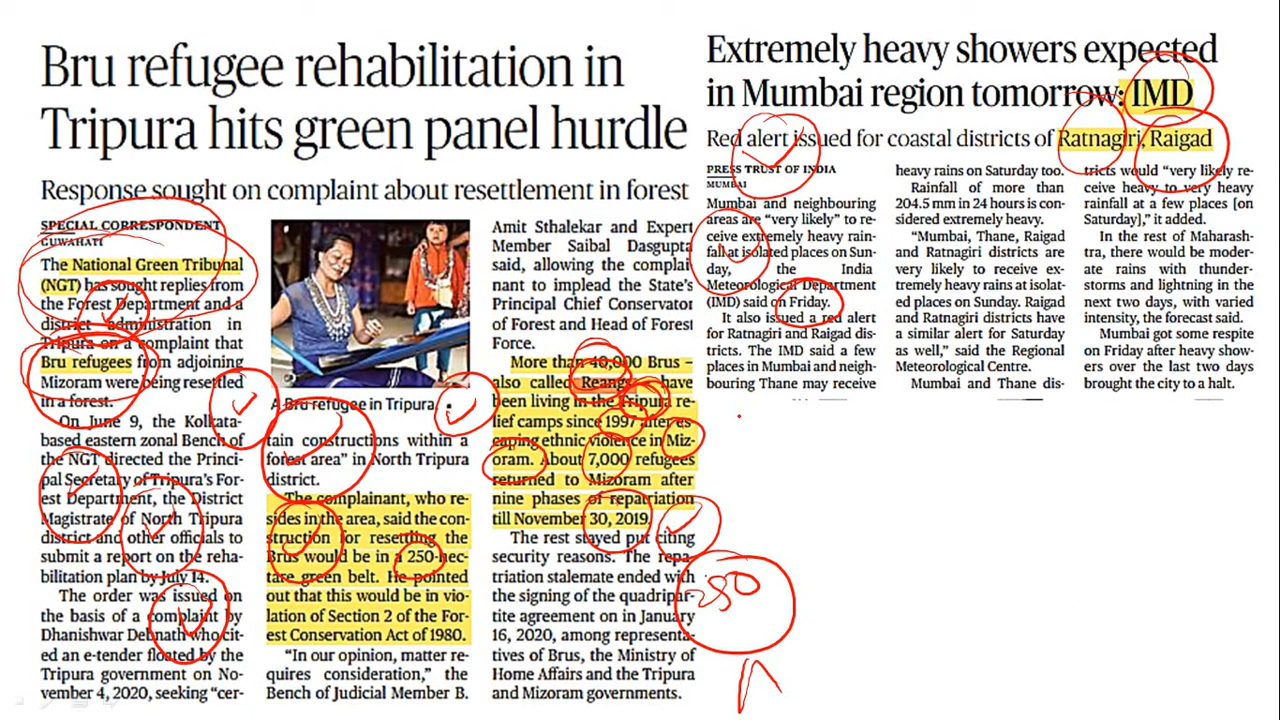 Bru refugee rehabilitation in
Tripura hits green panel hurdle
Response sought on complaint about resettlement in forest
SPECIAL CORRESPONDENT
GUWAHATI
The National Green Tribunal
(NGT) has sought replies from
the Forest Department and a
district administration in
Tripura on a complaint that
Bru refugees from adjoining
Mizoram were being resettled
in a forest.
On June 9, the Kolkata-
based eastern zonal Bench of
the NGT directed the Princi-
pal Secretary of Tripura's For-
est Department, the District
Magistrate of North Tripura
district and other officials to
submit a report on the reha-
bilitation plan by July 14.
The order was issued on
the basis of a complaint by
Dhanishwar Debnath who cit-
ed an e-tender floated by the
Tripura government on No-
vember 4, 2020, seeking "cer-
A Bru refugee in Tripura.
tain constructions within a
forest area" in North Tripura
district.
The complainant, who re-
sides in the area, said the con-
struction for resettling the
Brus would be in a 250-hec-
tare green belt. He pointed
out that this would be in vio-
lation of Section 2 of the For-
est Conservation Act of 1980.
"In our opinion, matter re-
quires consideration," the
Bench of Judicial Member B.
Amit Sthalekar and Expert
Member Saibal Dasgupta
said, allowing the complai-
nant to implead the State's
Principal Chief Conservator
of Forest and Head of Forest
Force.
More than 40,000 Brus –
also called Reangs – have
been living in the Tripura re-
lief camps since 1997 after es-
caping ethnic violence in Miz-
oram. About 7,000 refugees
returned to Mizoram after
nine phases of repatriation
till November 30, 2019.
The rest stayed put citing
security reasons. The repa-
triation stalemate ended with
the signing of the quadripar-
tite agreement on in January
16, 2020, among representa-
tives of Brus, the Ministry of
Home Affairs and the Tripura
and Mizoram governments.
250
Extremely heavy showers expected
in Mumbai region tomorrow: IMD
Red alert issued for coastal districts of Ratnagiri, Raigad
PRESS TRUST OF INDIA
MUMBAI
Mumbai and neighbouring
areas are "very likely" to re-
ceive extremely heavy rain-
fall at isolated places on Sun-
day, the India
Meteorological Department
(IMD) said on Friday.
It also issued a red alert
for Ratnagiri and Raigad dis-
tricts. The IMD said a few
places in Mumbai and neigh-
bouring Thane may receive
heavy rains on Saturday too.
Rainfall of more than
204.5 mm in 24 hours is con-
sidered extremely heavy.
"Mumbai, Thane, Raigad
and Ratnagiri districts are
very likely to receive ex-
tremely heavy rains at isolat-
ed places on Sunday. Raigad
and Ratnagiri districts have
a similar alert for Saturday
as well," said the Regional
Meteorological Centre.
Mumbai and Thane dis-
tricts would "very likely re-
ceive heavy to very heavy
rainfall at a few places [on
Saturday]," it added.
In the rest of Maharash-
tra, there would be moder-
ate rains with thunder-
storms and lightning in the
next two days, with varied
intensity, the forecast said.
Mumbai got some respite
on Friday after heavy show-
ers over the last two days
brought the city to a halt.